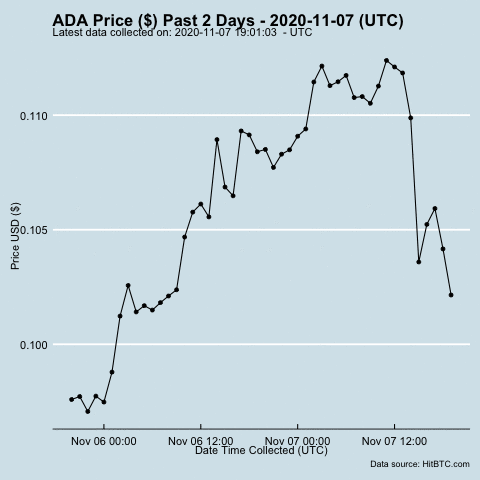 ADA Price ($) Past 2 Days - 2020-11-07 (UTC)
Latest data collected on: 2020-11-07 19:01:03 - UTC
Price USD ($)
0.110
0.105
0.100
Nov 06 00:00 Nov 06 12:00 Nov 07 00:00 Nov 07 12:00
Date Time Collected (UTC)
Data source: HitBTC.com